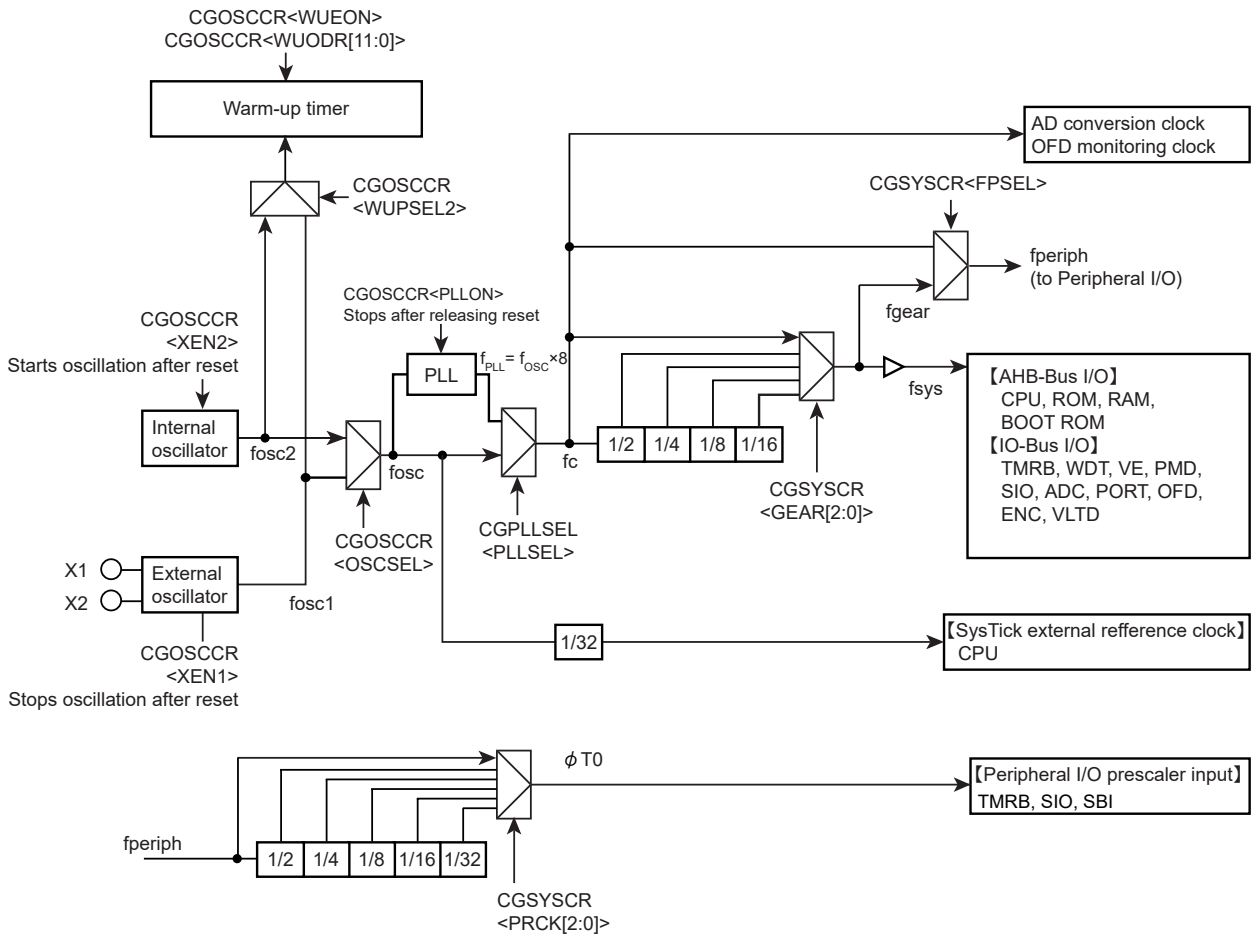 CGOSCCR<WUEON>
CGOSCCR<WUODR[11:0]>
Warm-up timer
CGOSCCR
<WUPSEL2>
AD conversion clock
OFD monitoring clock
CGSYSCR<FPSEL>
fperiph
(to Peripheral I/O)
fgear
CGOSCCR<PLLON>
Stops after releasing reset
PLL
fPLL= fOSC×8
CGOSCCR
<XEN2>
Starts oscillation after reset
Internal
oscillator
fosc2
fosc
fc
1/2
1/4
1/8
1/16
fsys
【AHB-Bus I/O】
CPU, ROM, RAM,
BOOT ROM
【IO-Bus I/O】
TMRB, WDT, VE, PMD,
SIO, ADC, PORT, OFD,
ENC, VLTD
CGOSCCR
<OSCSEL>
CGPLLSEL
<PLLSEL>
CGSYSCR
<GEAR[2:0]>
X1
X2
External
oscillator
fosc1
CGOSCCR
<XEN1>
Stops oscillation after reset
1/32
【SysTick external refference clock】
CPU
ϕT0
【Peripheral I/O prescaler input】
TMRB, SIO, SBI
fperiph
1/2
1/4
1/8
1/16
1/32
CGSYSCR
<PRCK[2:0]>